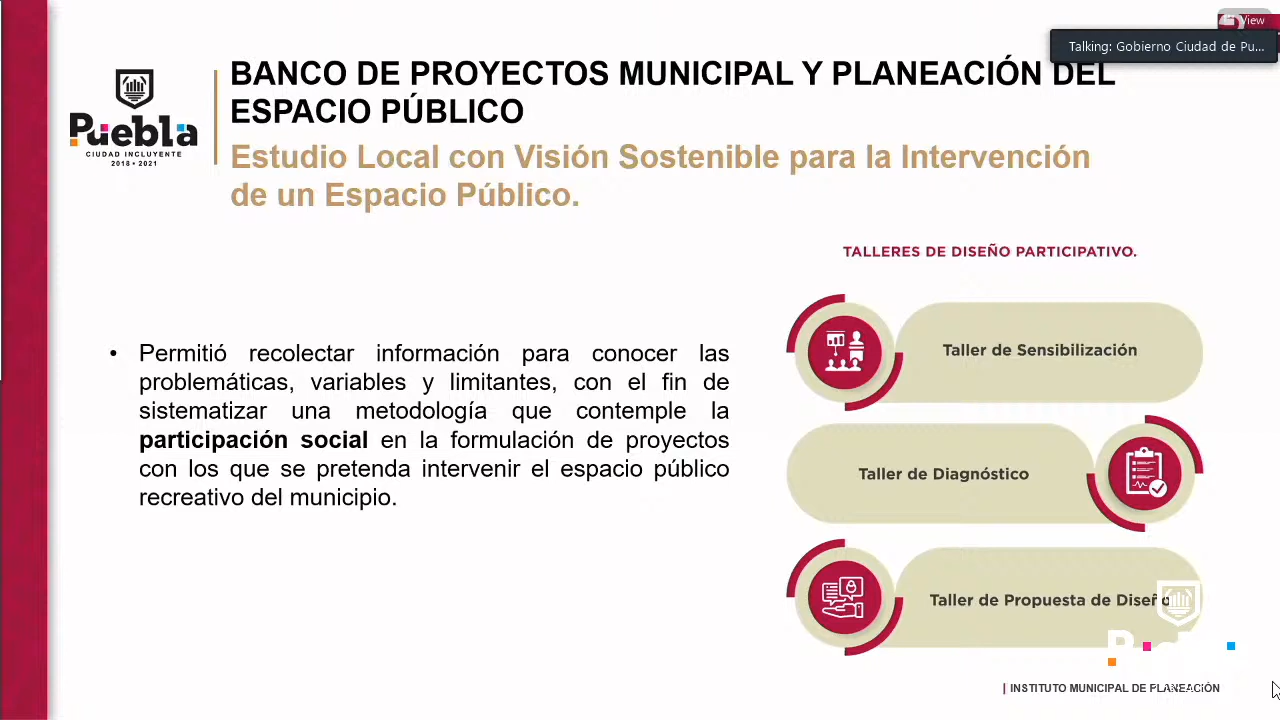 View
Talking: Gobierno Ciudad de Pu...
BANCO DE PROYECTOS MUNICIPAL Y PLANEACIÓN DEL
ESPACIO PÚBLICO
Puebla
CIUDAD INCLUYENTE
2018 • 2021
Estudio Local con Visión Sostenible para la Intervención
de un Espacio Público.
TALLERES DE DISEÑO PARTICIPATIVO.
• Permitió recolectar información para conocer las
problemáticas, variables y limitantes, con el fin de
sistematizar una metodología que contemple la
participación social en la formulación de proyectos
con los que se pretenda intervenir el espacio público
recreativo del municipio.
Taller de Sensibilización
Taller de Diagnóstico
Taller de Propuesta de Diseño
| INSTITUTO MUNICIPAL DE PLANEACIÓN